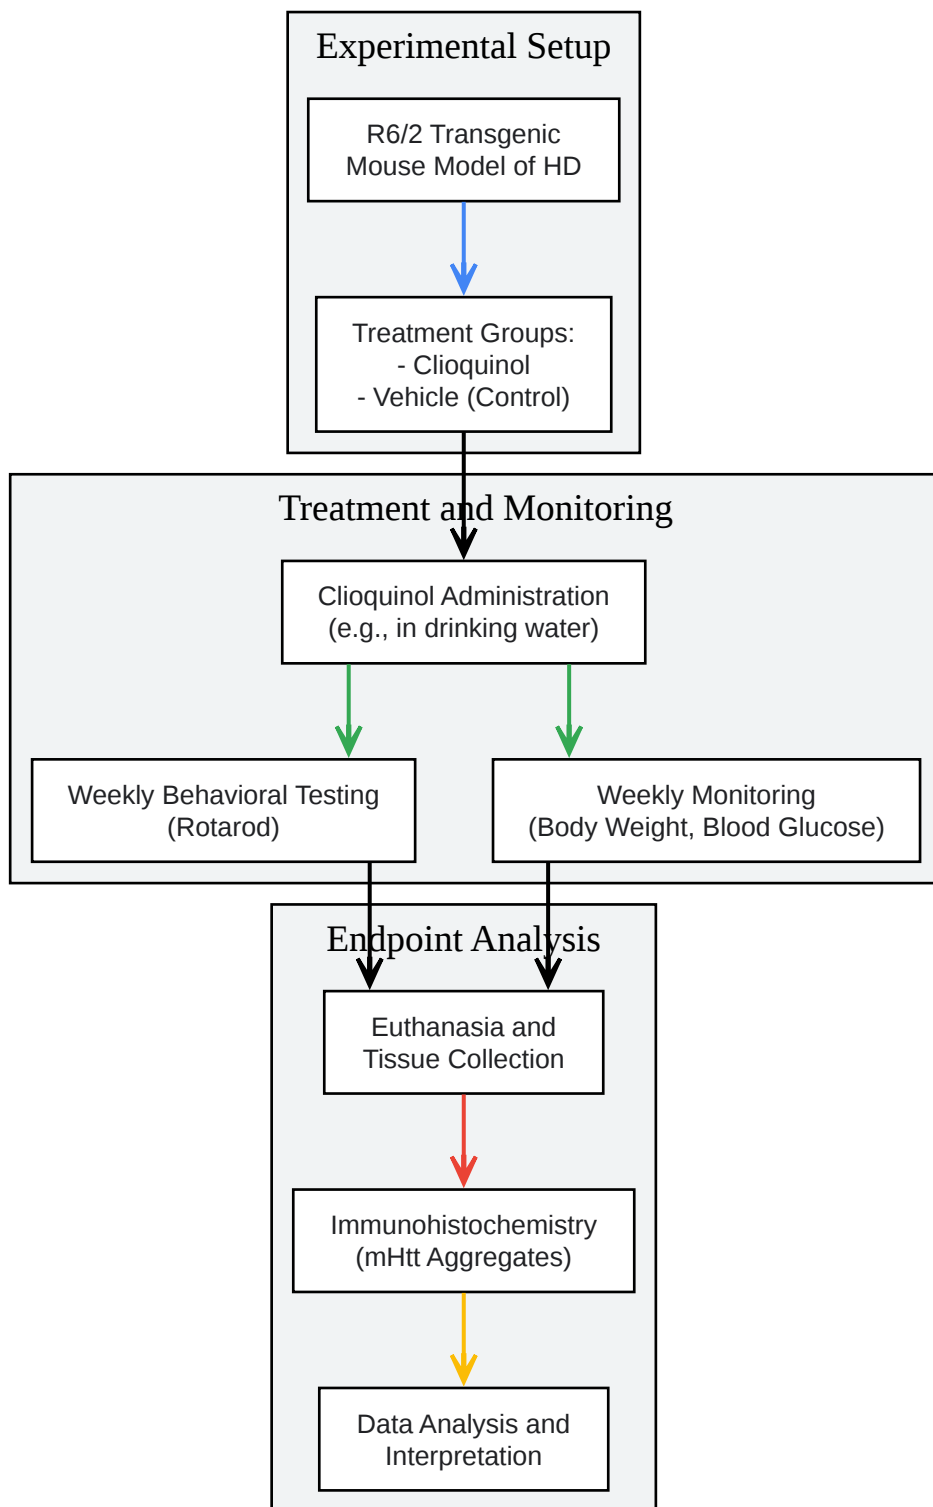 Experimental Setup
R6/2 Transgenic
Mouse Model of HD
Treatment Groups:
- Clioquinol
- Vehicle (Control)
Treatment and Monitoring
Clioquinol Administration
(e.g., in drinking water)
Weekly Behavioral Testing
(Rotarod)
Weekly Monitoring
(Body Weight, Blood Glucose)
Endpoint Analysis
Euthanasia and
Tissue Collection
Immunohistochemistry
(mHtt Aggregates)
Data Analysis and
Interpretation